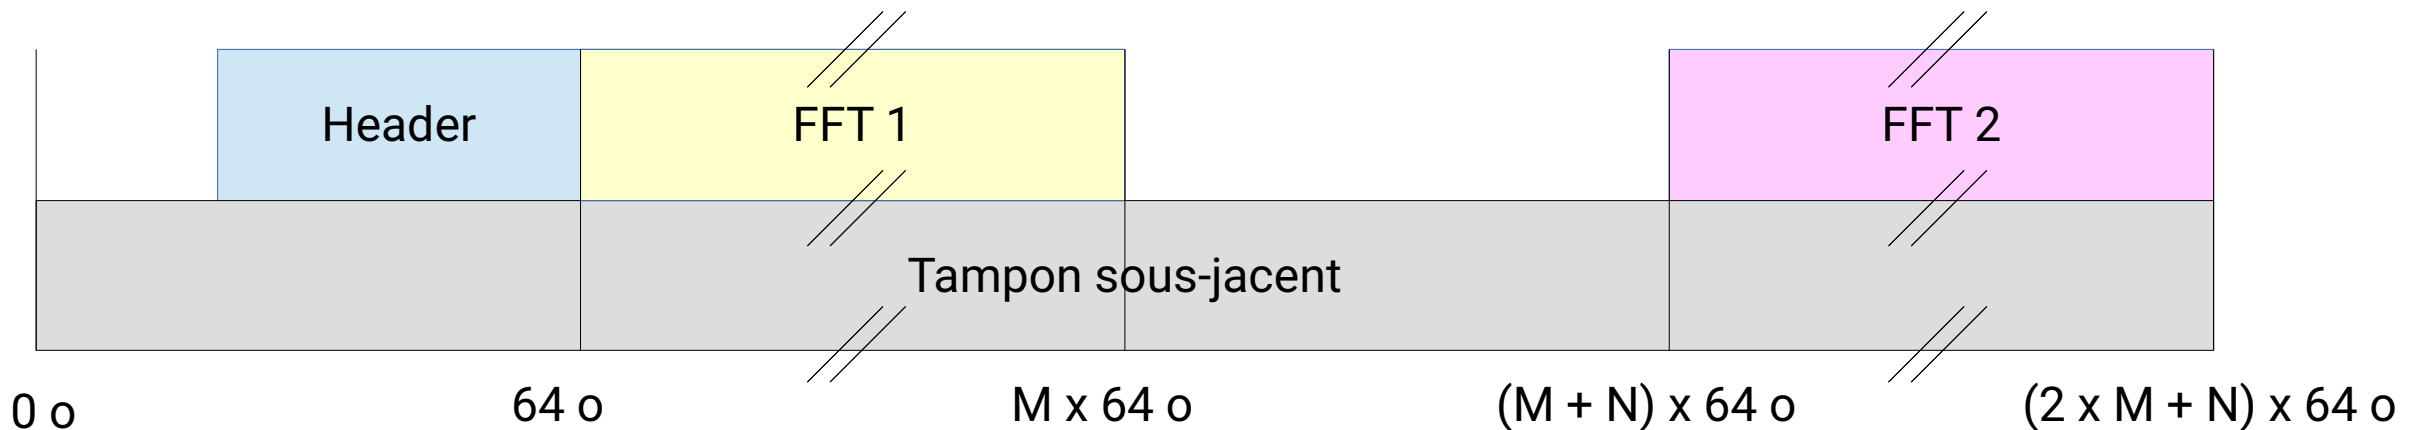 Header
FFT 1
FFT 2
Tampon sous-jacent
0 o
64 o
M x 64 o
(M + N) x 64 o
(2 x M + N) x 64 o